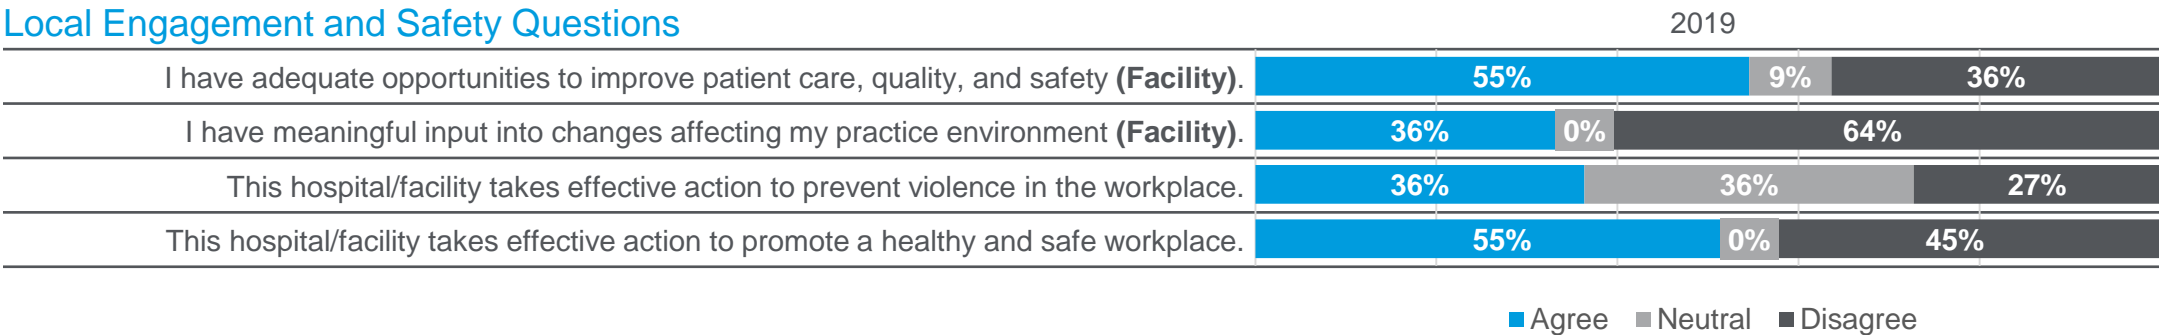 Local Engagement and Safety Questions 2019
I have adequate opportunities to improve patient care, quality, and safety (Facility). 55% 9% 36%
I have meaningful input into changes affecting my practice environment (Facility). 36% 0% 64%
This hospital/facility takes effective action to prevent violence in the workplace. 36% 36% 27%
This hospital/facility takes effective action to promote a healthy and safe workplace. 55% 0% 45%
Agree Neutral Disagree